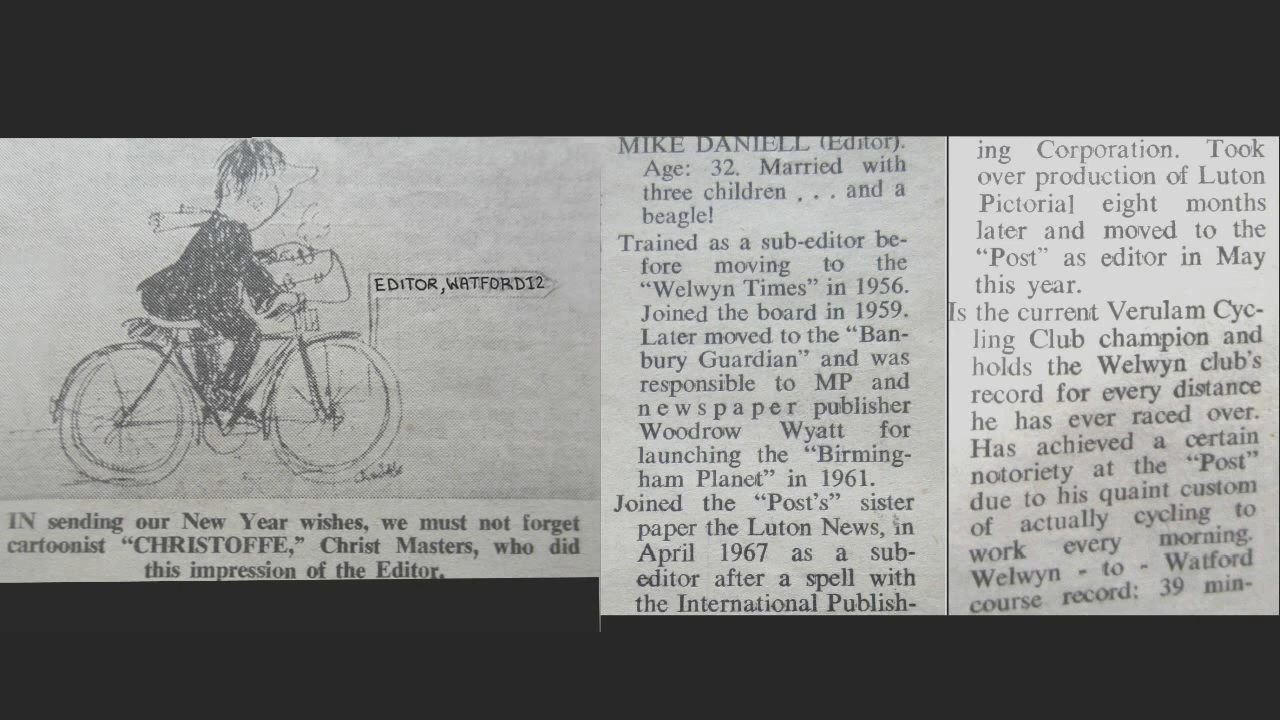 EDITOR, WATFORD 12
IN sending our New Year wishes, we must not forget
cartoonist "CHRISTOFFE," Christ Masters, who did
this impression of the Editor.
MIKE DANIELL (Editor).
Age: 32. Married with
three children . . . and a
beagle!
Trained as a sub-editor be-
fore moving to the
"Welwyn Times" in 1956.
Joined the board in 1959.
Later moved to the "Ban-
bury Guardian" and was
responsible to MP and
newspaper publisher
Woodrow Wyatt for
launching the "Birming-
ham Planet" in 1961.
Joined the "Post's" sister
paper the Luton News, in
April 1967 as a sub-
editor after a spell with
the International Publish-
ing Corporation. Took
over production of Luton
Pictorial eight months
later and moved to the
"Post" as editor in May
this year.
Is the current Verulam Cyc-
ling Club champion and
holds the Welwyn club's
record for every distance
he has ever raced over.
Has achieved a certain
notoriety at the "Post"
due to his quaint custom
of actually cycling to
work every morning.
Welwyn - to - Watford
course record: 39 min-